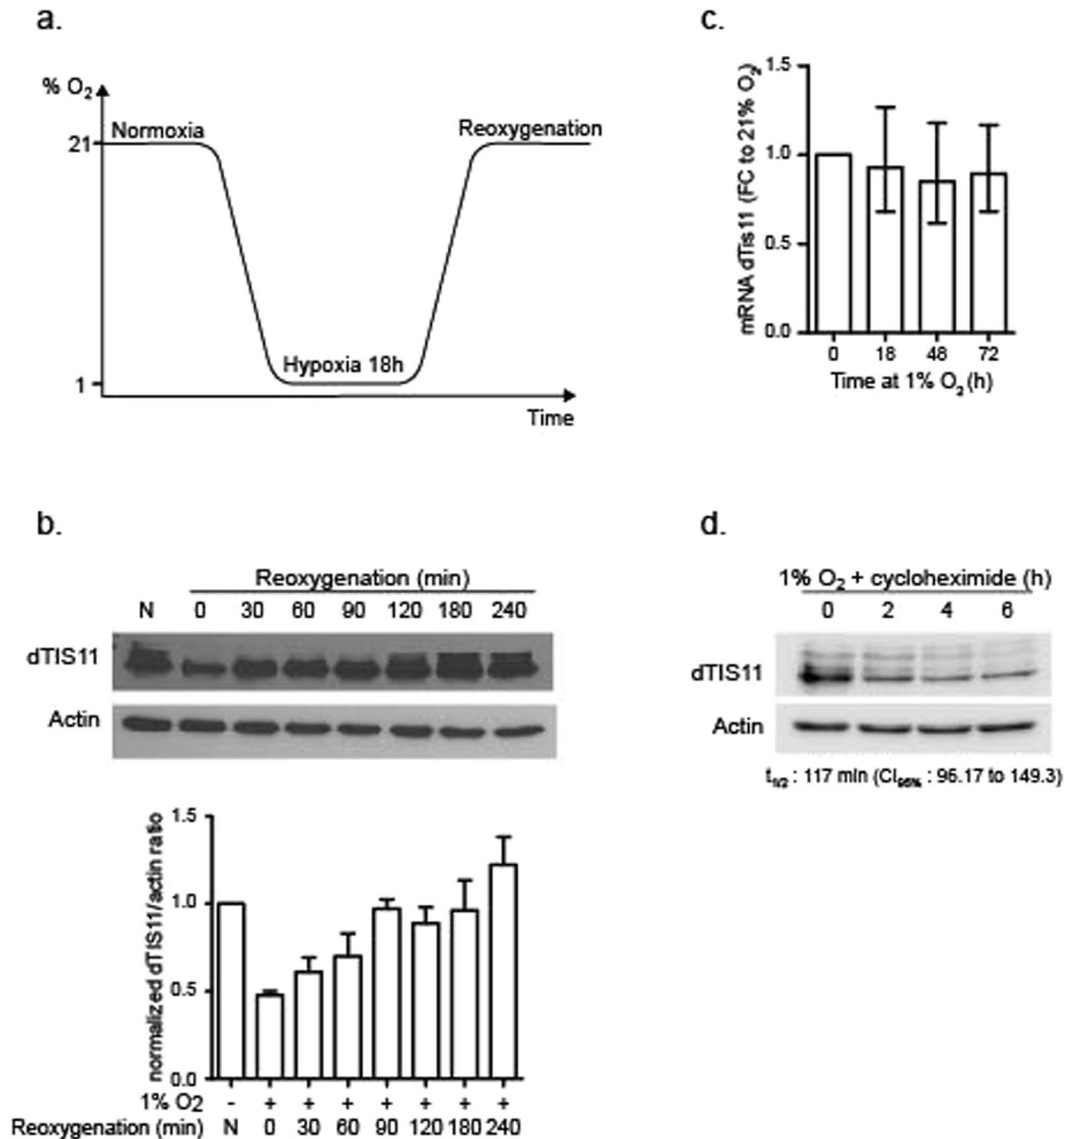 a.
% O2
21
Normoxia
Reoxygenation
Hypoxia 18h
1
Time
c.
mRNA dTis11 (FC to 21% O2)
1.5
1.0
0.5
0.0
0 18 48 72
Time at 1% O2 (h)
b.
Reoxygenation (min)
N 0 30 60 90 120 180 240
dTIS11
Actin
normalized dTIS11/actin ratio
1.5
1.0
0.5
0.0
1% O2 - + + + + + + +
Reoxygenation (min) N 0 30 60 90 120 180 240
d.
1% O2 + cycloheximide (h)
0 2 4 6
dTIS11
Actin
t1/2 : 117 min (CI95% : 96.17 to 149.3)